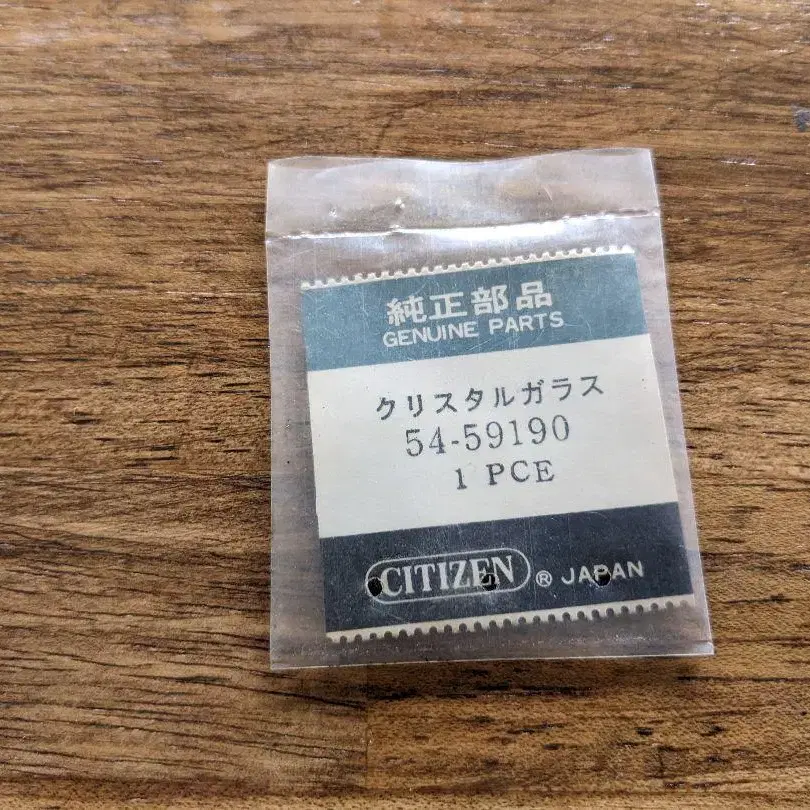 純正部品
GENUINE PARTS
クリスタルガラス
54-59190
1 PCE
CITIZEN ® JAPAN